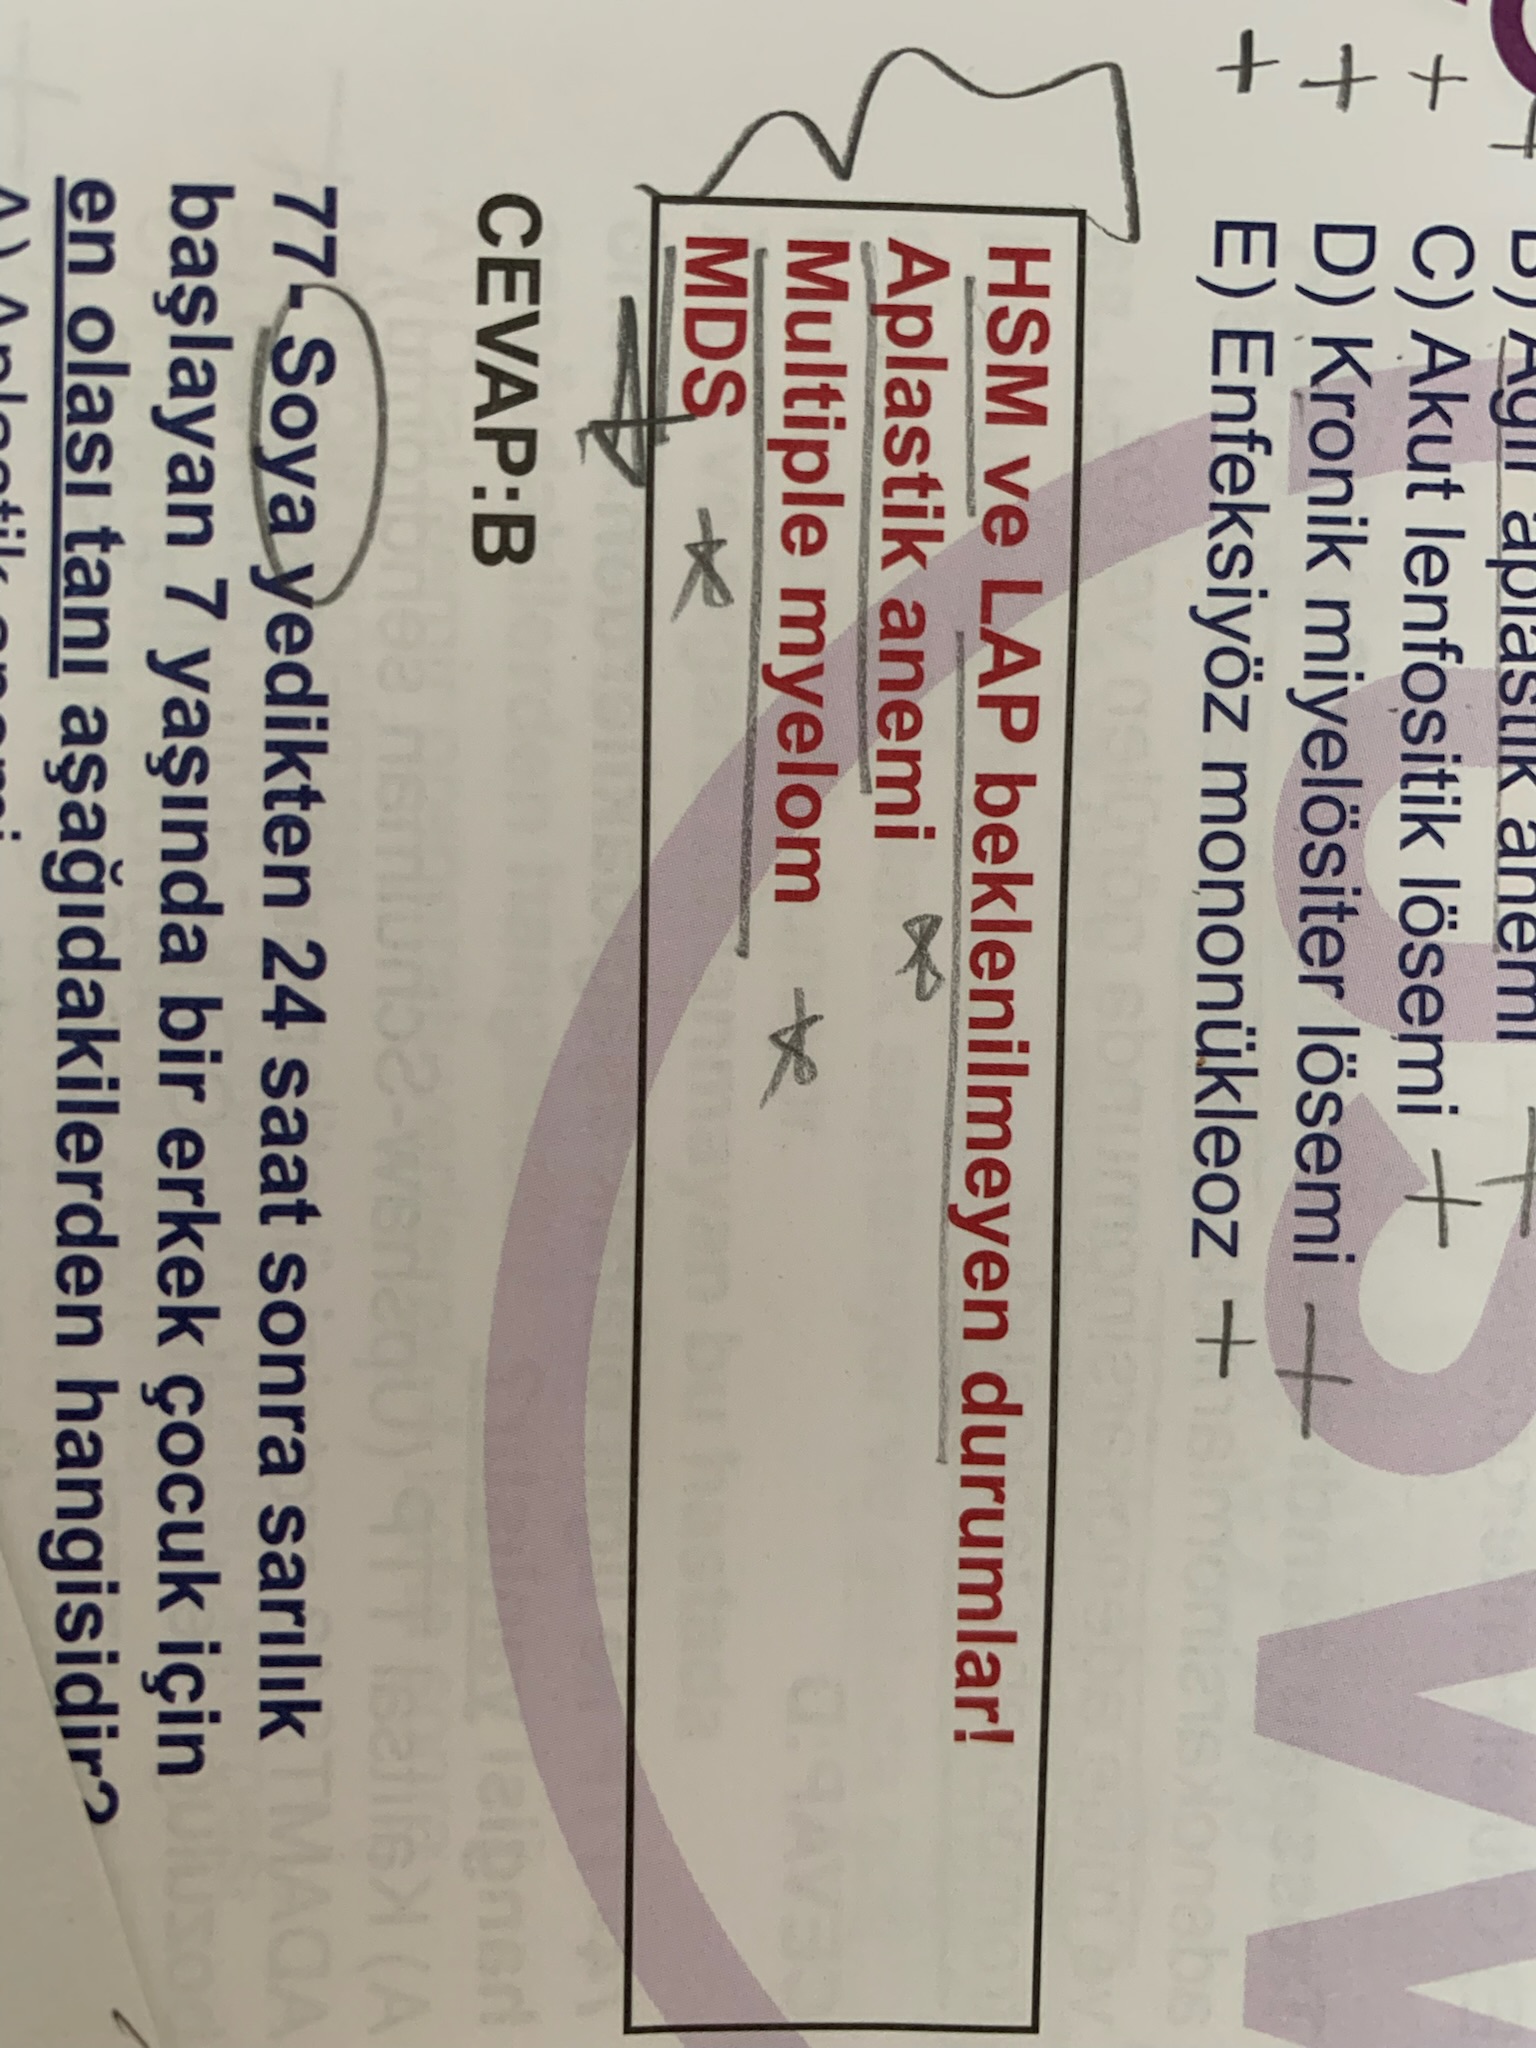 B) Ağır aplastik anemi
C) Akut lenfositik lösemi +
D) Kronik miyelösiter lösemi +
E) Enfeksiyöz mononükleoz +
HSM ve LAP beklenilmeyen durumlar!
Aplastik anemi
Multiple myelom
MDS
CEVAP:B
77- Soya yedikten 24 saat sonra sarılık
başlayan 7 yaşında bir erkek çocuk için
en olası tanı aşağıdakilerden hangisidir?
A) Aplastik anemi